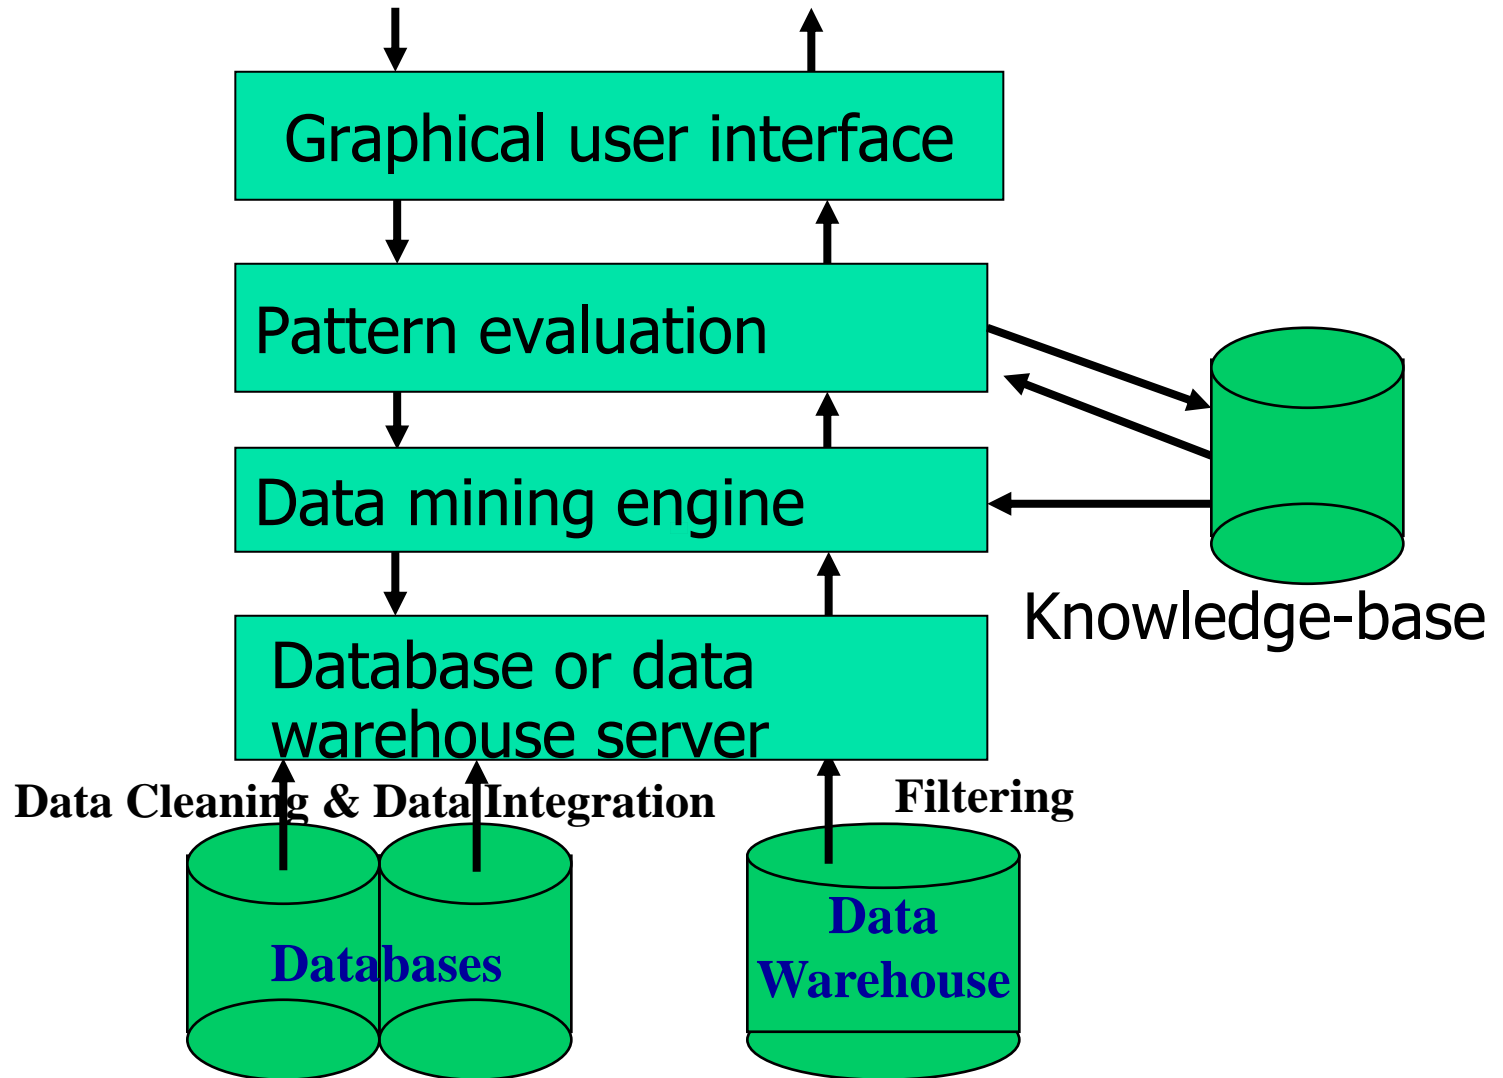 Graphical user interface
Pattern evaluation
Data mining engine
Knowledge-base
Database or data
warehouse server
Data Cleaning & Data Integration
Filtering
Databases
Data
Warehouse